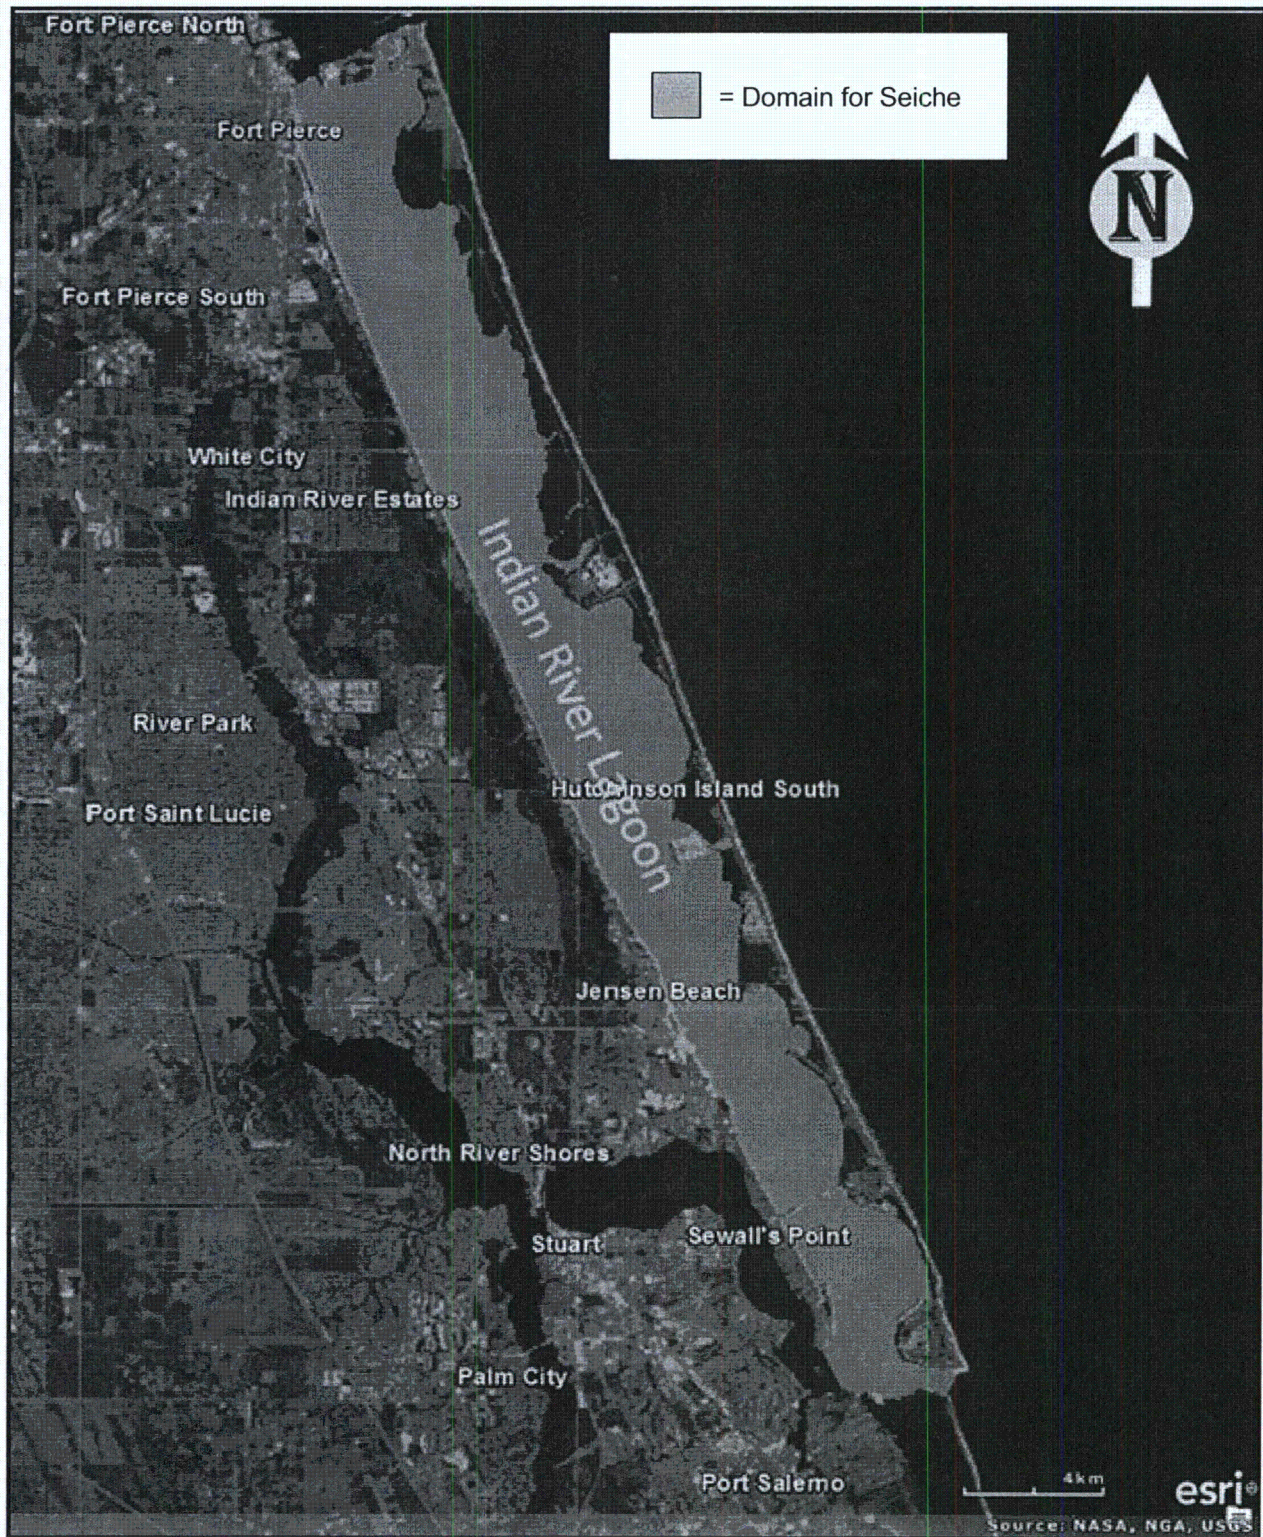 Fort Pierce North
= Domain for Seiche
Fort Pierce
N
Fort Pierce South
White City
Indian River Estates
Indian River Lagoon
River Park
Hutchinson Island South
Port Saint Lucie
Jensen Beach
North River Shores
Sewall's Point
Stuart
Palm City
Port Salerno
4km
esri®
Source: NASA, NGA, USGS